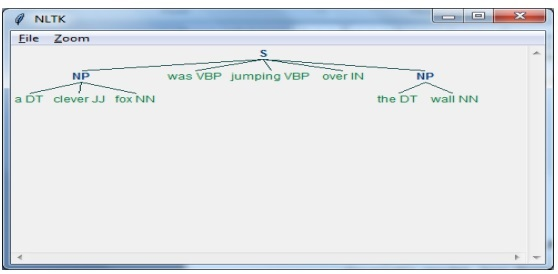 NLTK
File Zoom
S
NP was VBP jumping VBP over IN NP
a DT clever JJ fox NN the DT wall NN